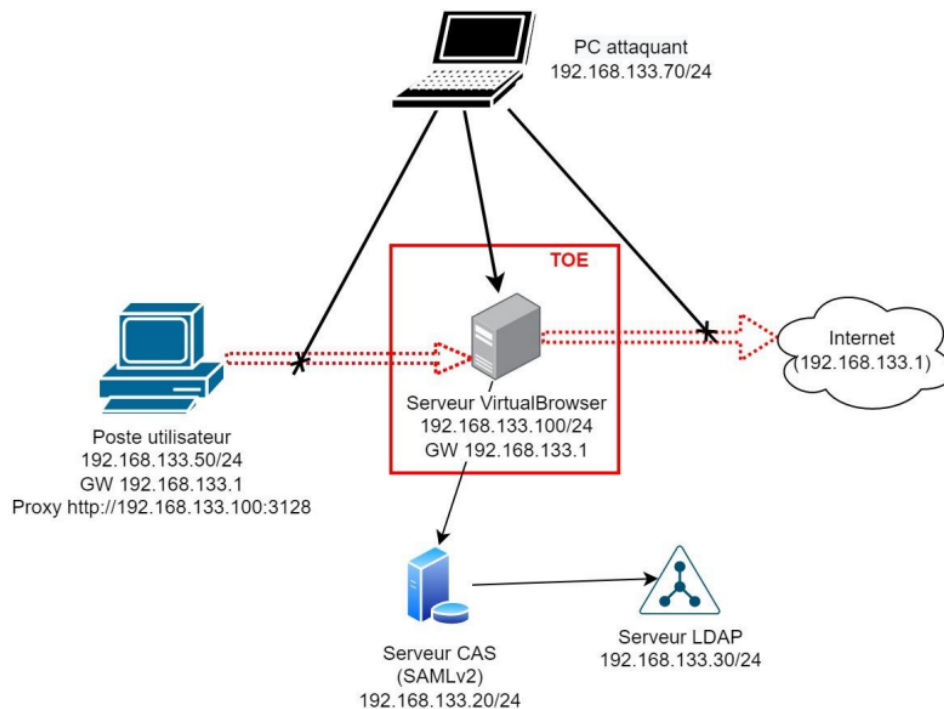 PC attaquant
192.168.133.70/24
TOE
Internet
(192.168.133.1)
Serveur VirtualBrowser
192.168.133.100/24
GW 192.168.133.1
Poste utilisateur
192.168.133.50/24
GW 192.168.133.1
Proxy http://192.168.133.100:3128
Serveur CAS
(SAMLv2)
192.168.133.20/24
Serveur LDAP
192.168.133.30/24